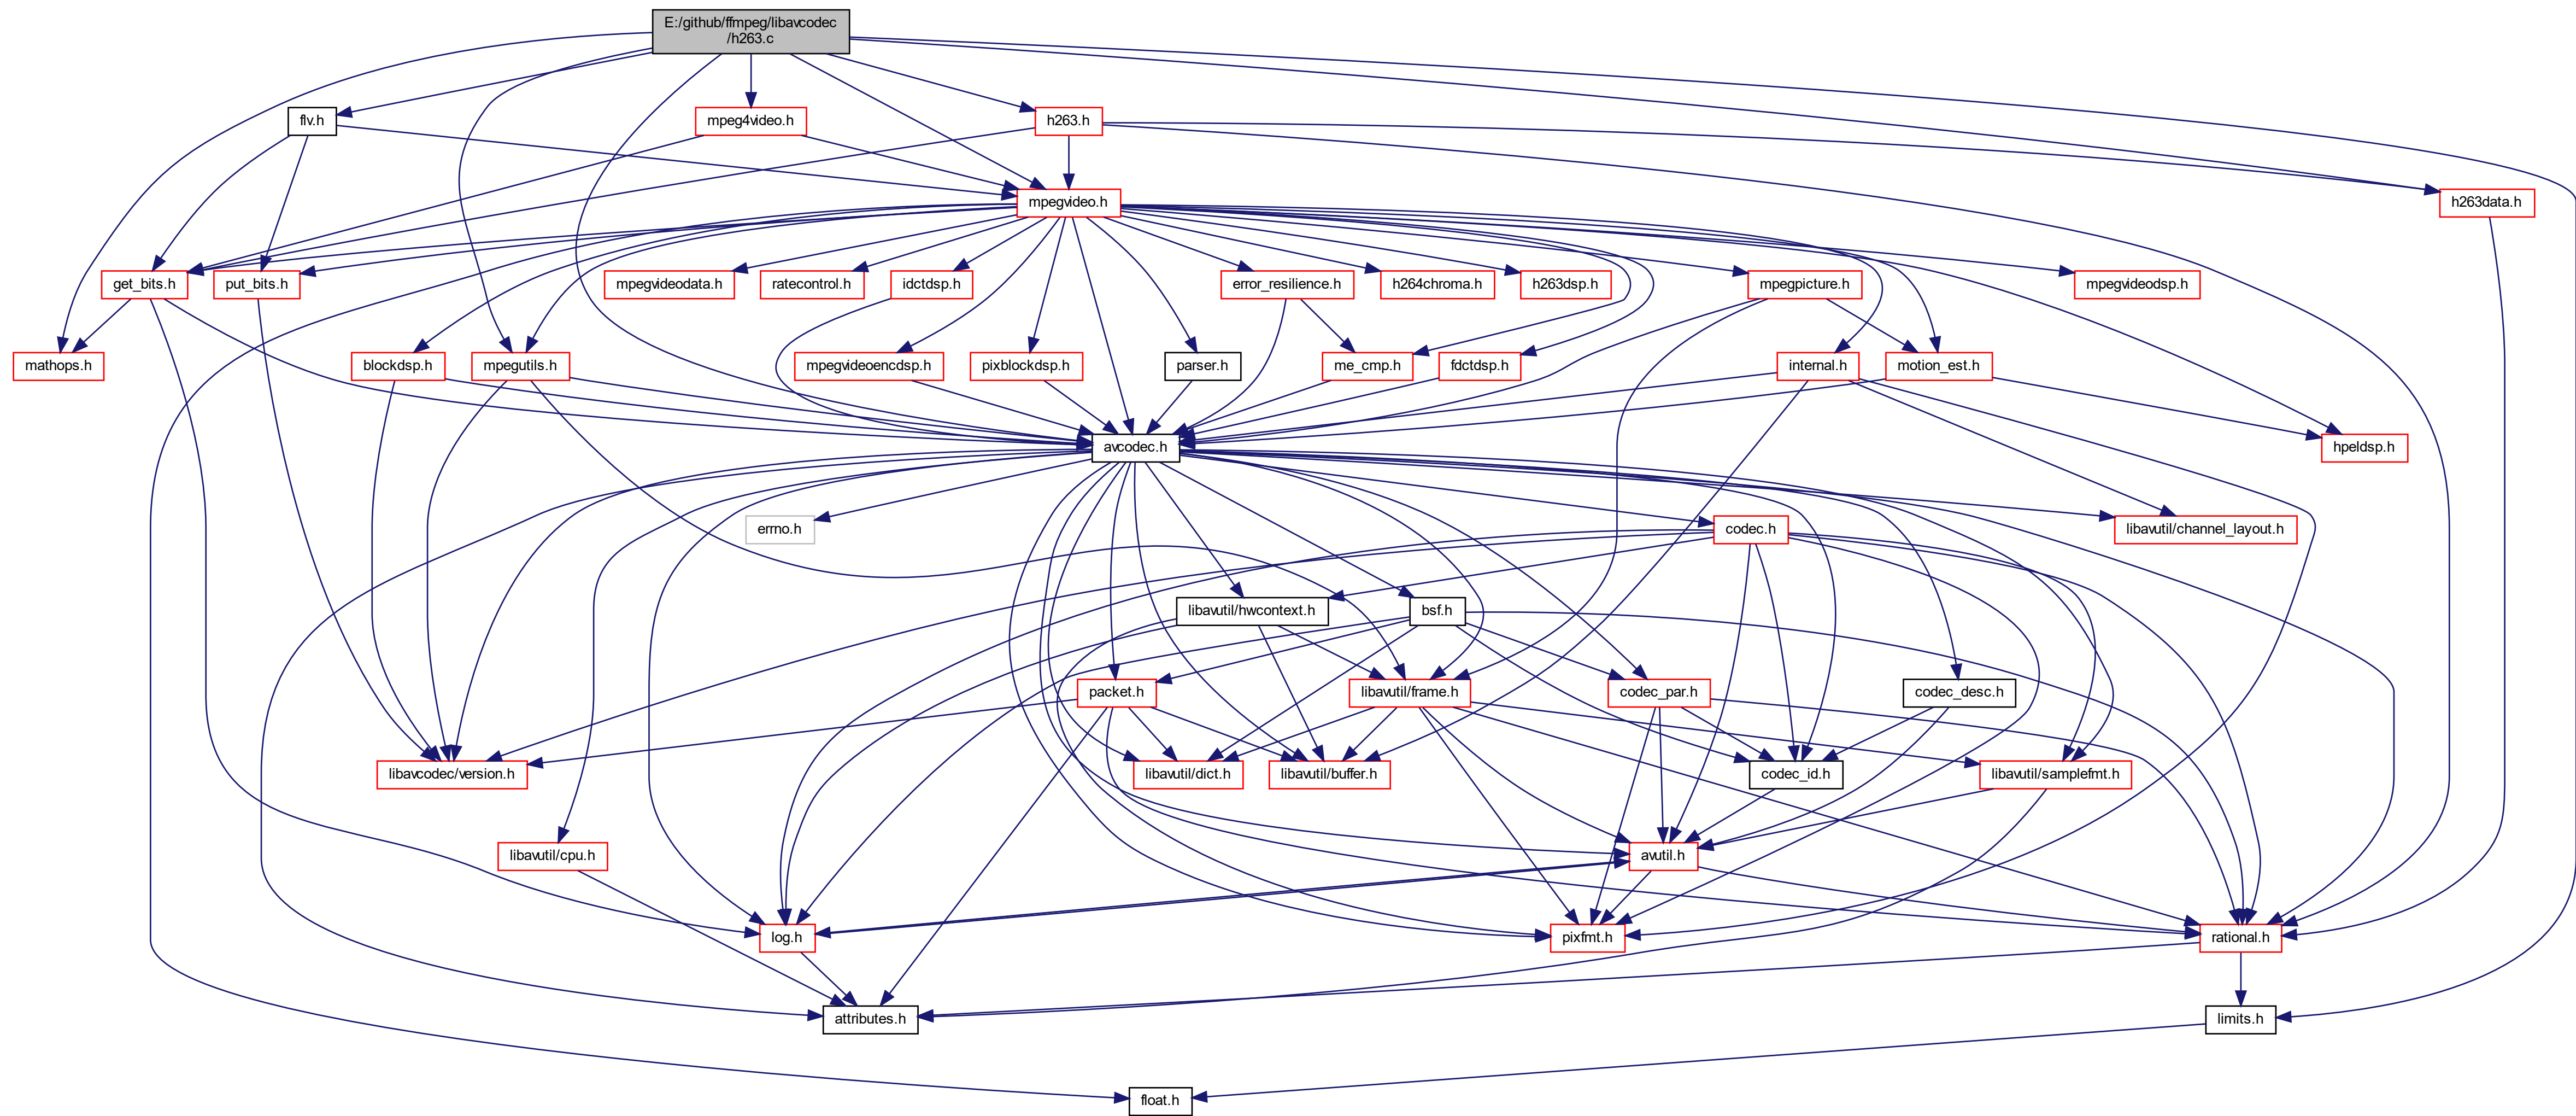 E:/github/ffmpeg/libavcodec
/h263.c
flv.h
mpeg4video.h
h263.h
mpegvideo.h
h263data.h
get_bits.h
put_bits.h
mpegvideodata.h
ratecontrol.h
idctdsp.h
error_resilience.h
h264chroma.h
h263dsp.h
mpegpicture.h
mpegvideodsp.h
mathops.h
blockdsp.h
mpegutils.h
mpegvideoencdsp.h
pixblockdsp.h
parser.h
me_cmp.h
fdctdsp.h
internal.h
motion_est.h
avcodec.h
hpeldsp.h
errno.h
codec.h
libavutil/channel_layout.h
libavutil/hwcontext.h
bsf.h
packet.h
libavutil/frame.h
codec_par.h
codec_desc.h
libavcodec/version.h
libavutil/dict.h
libavutil/buffer.h
codec_id.h
libavutil/samplefmt.h
libavutil/cpu.h
avutil.h
log.h
pixfmt.h
rational.h
attributes.h
limits.h
float.h